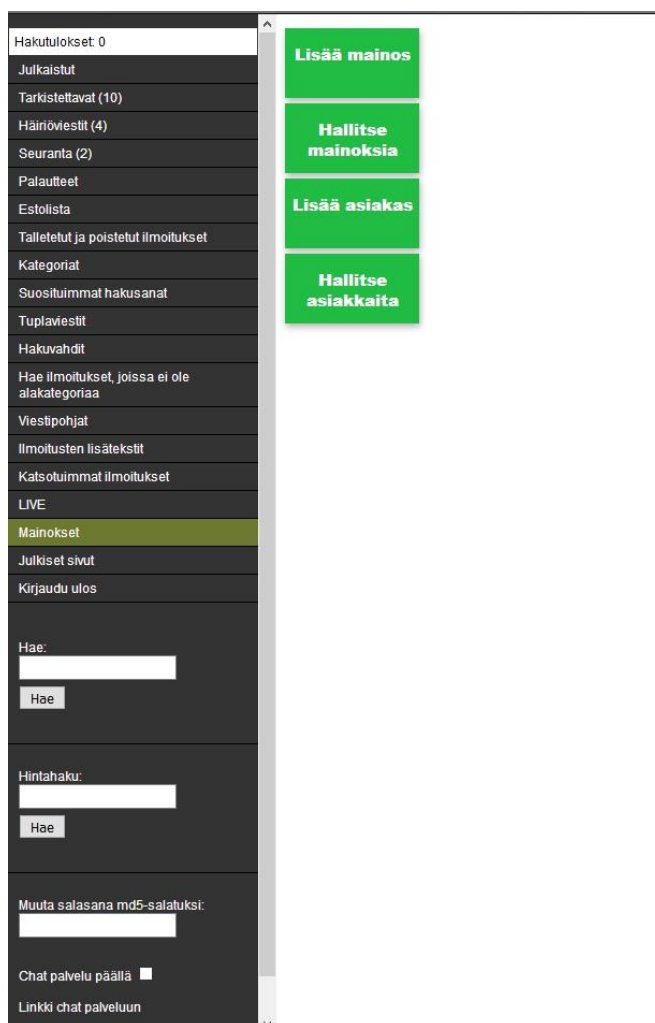 Hakutulokset: 0
Julkaistut
Tarkistettavat (10)
Häiriöviestit (4)
Seuranta (2)
Palautteet
Estolista
Talletetut ja poistetut ilmoitukset
Kategoriat
Suosituimmat hakusanat
Tuplaviestit
Hakuvahdit
Hae ilmoitukset, joissa ei ole
alakategoriaa
Viestipohjat
Ilmoitusten lisätekstit
Katsotuimmat ilmoitukset
LIVE
Mainokset
Julkiset sivut
Kirjaudu ulos
Hae:
Hae
Hintahaku:
Hae
Muuta salasana md5-salatuksi:
Chat palvelu päällä
Linkki chat palveluun
Lisää mainos
Hallitse
mainoksia
Lisää asiakas
Hallitse
asiakkaita